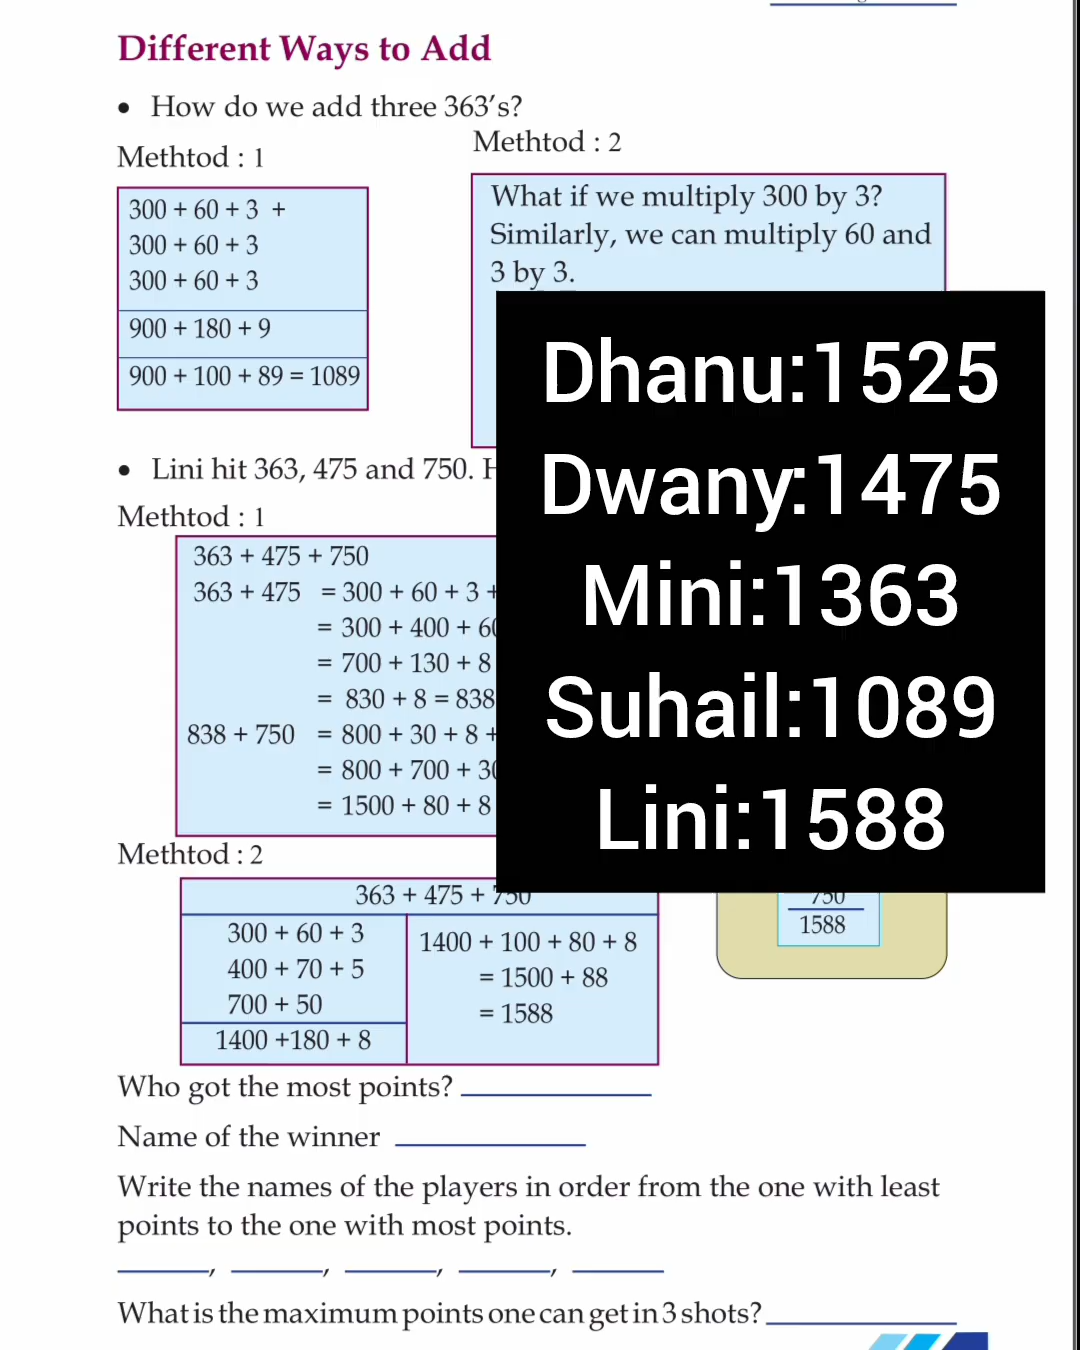 Different Ways to Add
• How do we add three 363's?
Methtod : 1
300 + 60 + 3 +
300 + 60 + 3
300 + 60 + 3
900 + 180 + 9
900 + 100 + 89 = 1089
Methtod : 2
What if we multiply 300 by 3?
Similarly, we can multiply 60 and
3 by 3.
• Lini hit 363, 475 and 750.
Methtod : 1
363 + 475 + 750
363 + 475 = 300 + 60 + 3 +
= 300 + 400 +
= 700 + 130 + 8
= 830 + 8 = 838
838 + 750 = 800 + 30 + 8 +
= 800 + 700 +
= 1500 + 80 + 8
Dhanu:1525
Dwany:1475
Mini:1363
Suhail:1089
Lini:1588
750
1588
Methtod : 2
363 + 475 + 750
300 + 60 + 3
400 + 70 + 5
700 + 50
1400 +180 + 8
1400 + 100 + 80 + 8
= 1500 + 88
= 1588
Who got the most points?
Name of the winner
Write the names of the players in order from the one with least
points to the one with most points.
, , , ,
What is the maximum points one can get in 3 shots?